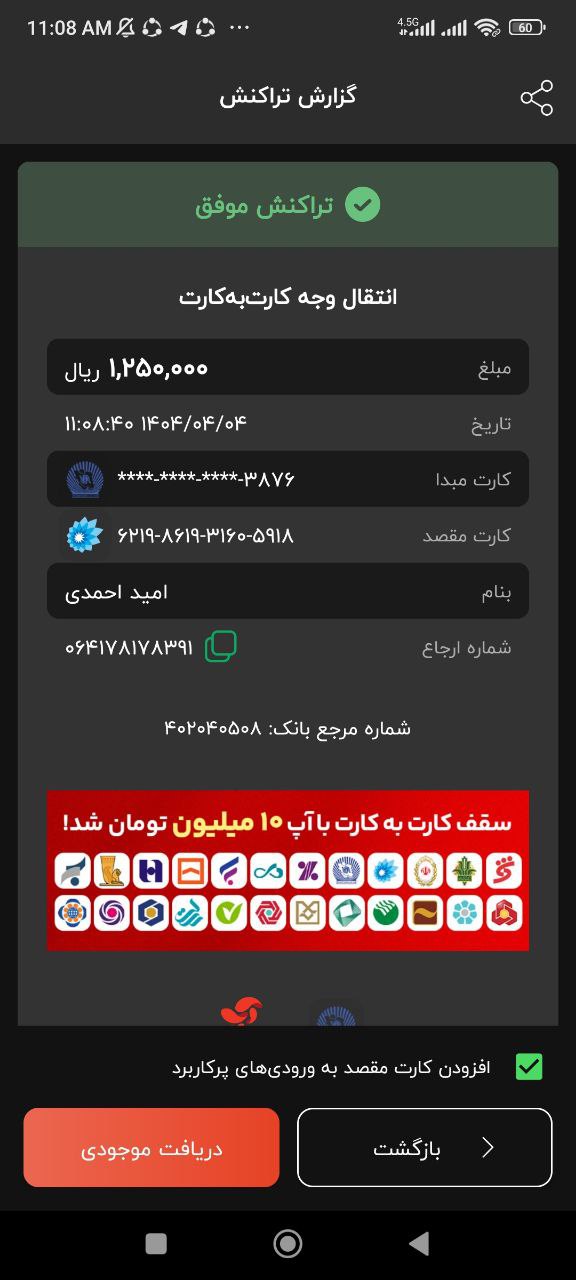 11:08 AM
4.5G
60
گزارش تراکنش
تراکنش موفق
انتقال وجه کارت‌به‌کارت
مبلغ ۱,۲۵۰,۰۰۰ ریال
تاریخ ۱۴۰۴/۰۴/۰۴ ۱۱:۰۸:۴۰
کارت مبدا ****-****-****-۳۸۷۶
کارت مقصد ۶۲۱۹-۸۶۱۹-۳۱۶۰-۵۹۱۸
بنام امید احمدی
شماره ارجاع ۰۶۴۱۷۸۱۷۸۳۹۱
شماره مرجع بانک: ۴۰۲۰۴۰۵۰۸
سقف کارت به کارت با آپ ۱۰ میلیون تومان شد!
افزودن کارت مقصد به ورودی‌های پرکاربرد
بازگشت
دریافت موجودی